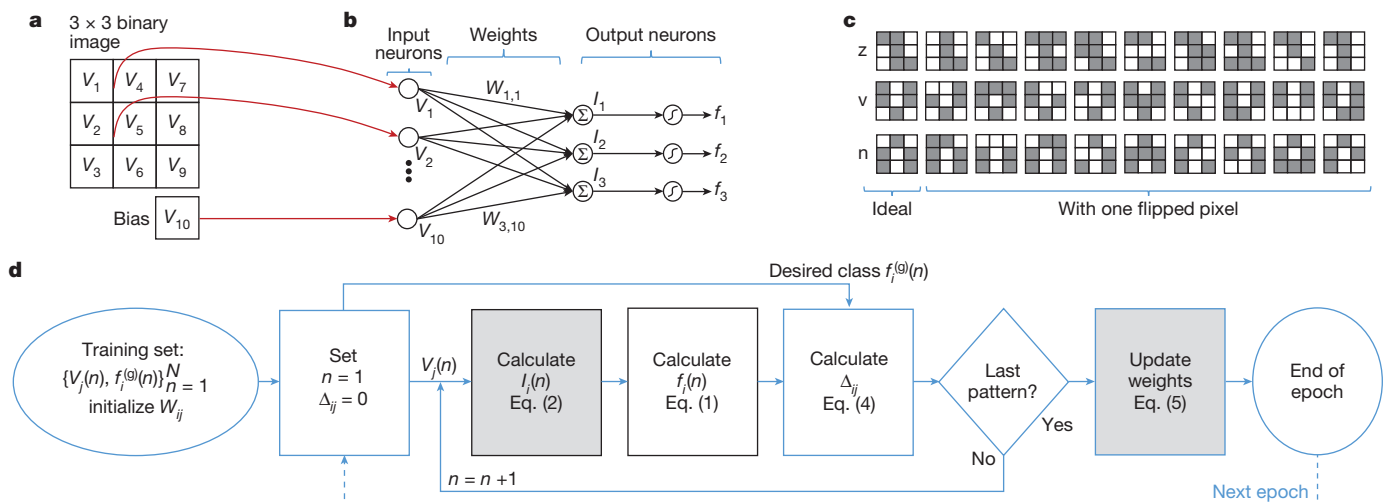 a
3 × 3 binary
image
V1 V4 V7
V2 V5 V8
V3 V6 V9
Bias V10
b
Input
neurons
Weights
Output neurons
V1
V2
V10
W1,1
W3,10
Σ
I1
f1
Σ
I2
f2
Σ
I3
f3
c
z
v
n
Ideal
With one flipped pixel
d
Desired class fi(g)(n)
Training set:
{Vj(n), fi(g)(n)}N n = 1
initialize Wij
Set
n = 1
Δij = 0
Vj(n)
Calculate
Ii(n)
Eq. (2)
Calculate
fi(n)
Eq. (1)
Calculate
Δij
Eq. (4)
Last
pattern?
Yes
No
n = n +1
Update
weights
Eq. (5)
End of
epoch
Next epoch